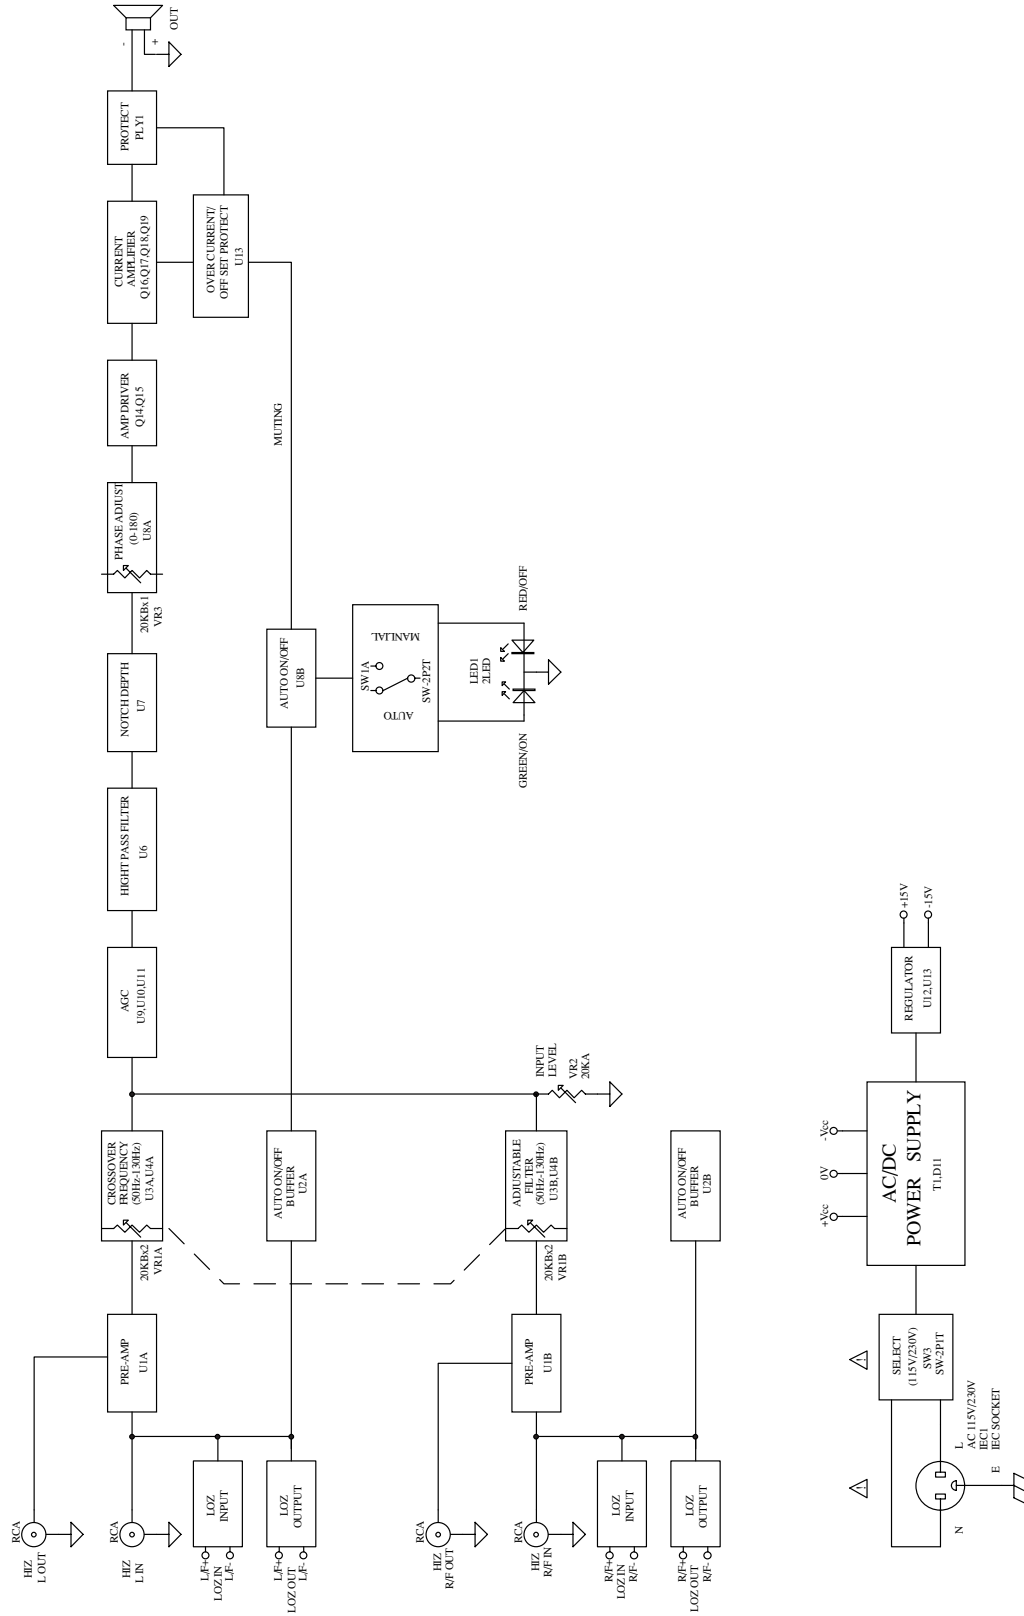 RCA
HIZ
L OUT
RCA
HIZ
L IN
L/F+
LOZ IN
L/F-
LOZ
INPUT
L/F+
LOZ OUT
L/F-
LOZ
OUTPUT
PRE-AMP
U1A
20KBx2
VR1A
CROSSOVER
FREQUENCY
(50Hz-130Hz)
U3A,U4A
AUTO ON/OFF
BUFFER
U2A
AGC
U9,U10,U11
HIGHT PASS FILTER
U6
NOTCH DEPTH
U7
20KBx1
VR3
PHASE ADJUST
(0-180)
U8A
AMP DRIVER
Q14,Q15
CURRENT
AMPLIFIER
Q16,Q17,Q18,Q19
PROTECT
PLY1
-
+
OUT
OVER CURRENT/
OFF SET PROTECT
U13
MUTING
AUTO ON/OFF
U8B
AUTO
SW1A
SW-2P2T
MANLIAL
LED1
2LED
GREEN/ON
RED/OFF
RCA
HIZ
R/F OUT
RCA
HIZ
R/F IN
R/F+
LOZ IN
R/F-
LOZ
INPUT
R/F+
LOZ OUT
R/F-
LOZ
OUTPUT
PRE-AMP
U1B
20KBx2
VR1B
ADJUSTABLE
FILTER
(50Hz-130Hz)
U3B,U4B
INPUT
LEVEL
VR2
20KA
AUTO ON/OFF
BUFFER
U2B
!
!
N
L
E
AC 115V/230V
IEC1
IEC SOCKET
SELECT
(115V/230V)
SW3
SW-2P1T
+Vcc
0V
-Vcc
AC/DC
POWER SUPPLY
T1,D11
REGULATOR
U12,U13
+15V
-15V